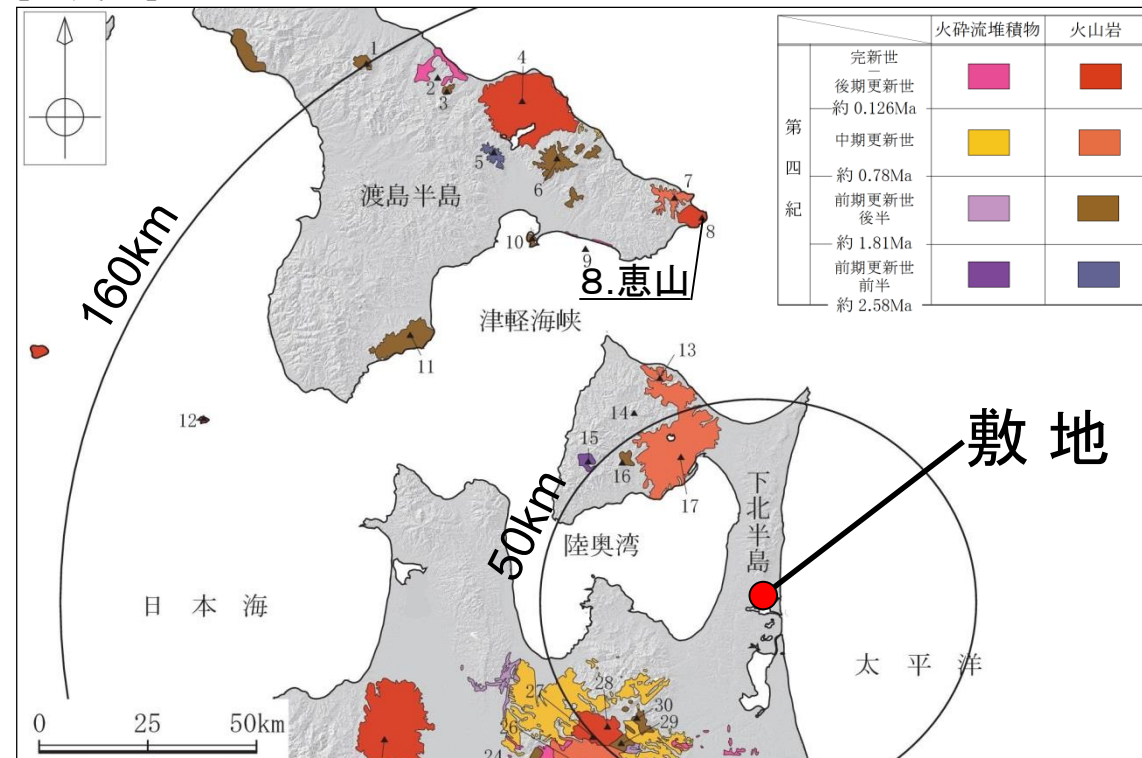 火砕流堆積物
火山岩
第四紀
完新世
―
後期更新世
約 0.126Ma
中期更新世
約 0.78Ma
前期更新世
後半
約 1.81Ma
前期更新世
前半
約 2.58Ma
1
2
3
4
5
6
7
8
9
10
8.恵山
渡島半島
160km
津軽海峡
11
12
13
14
15
16
17
敷 地
下北半島
50km
陸奥湾
日 本 海
太 平 洋
27
28
30
29
26
24
0 25 50km